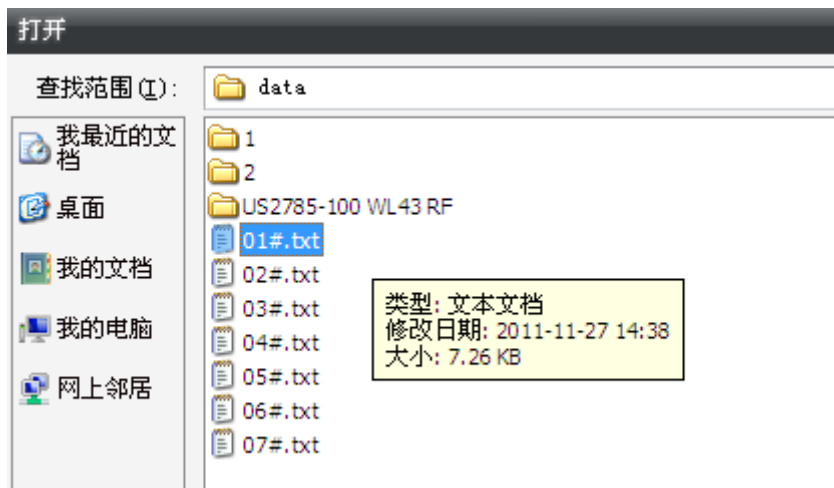 打开
查找范围(I):
data
我最近的文
档
桌面
我的文档
我的电脑
网上邻居
1
2
US2785-100 WL43 RF
01#.txt
02#.txt
03#.txt
04#.txt
05#.txt
06#.txt
07#.txt
类型: 文本文档
修改日期: 2011-11-27 14:38
大小: 7.26 KB